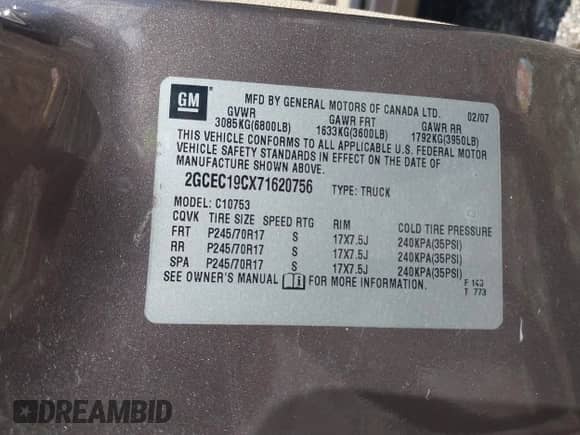 GM
MFD BY GENERAL MOTORS OF CANADA LTD. 02/07
GVWR GAWR FRT GAWR RR
3085KG(6800LB) 1633KG(3600LB) 1792KG(3950LB)
THIS VEHICLE CONFORMS TO ALL APPLICABLE U.S. FEDERAL MOTOR
VEHICLE SAFETY STANDARDS IN EFFECT ON THE DATE OF
MANUFACTURE SHOWN ABOVE.
2GCEC19CX71620756 TYPE: TRUCK
MODEL: C10753
CQVK TIRE SIZE SPEED RTG RIM COLD TIRE PRESSURE
FRT P245/70R17 S 17X7.5J 240KPA(35PSI)
RR P245/70R17 S 17X7.5J 240KPA(35PSI)
SPA P245/70R17 S 17X7.5J 240KPA(35PSI)
SEE OWNER'S MANUAL FOR MORE INFORMATION.
F 143
T 773
DREAMBID